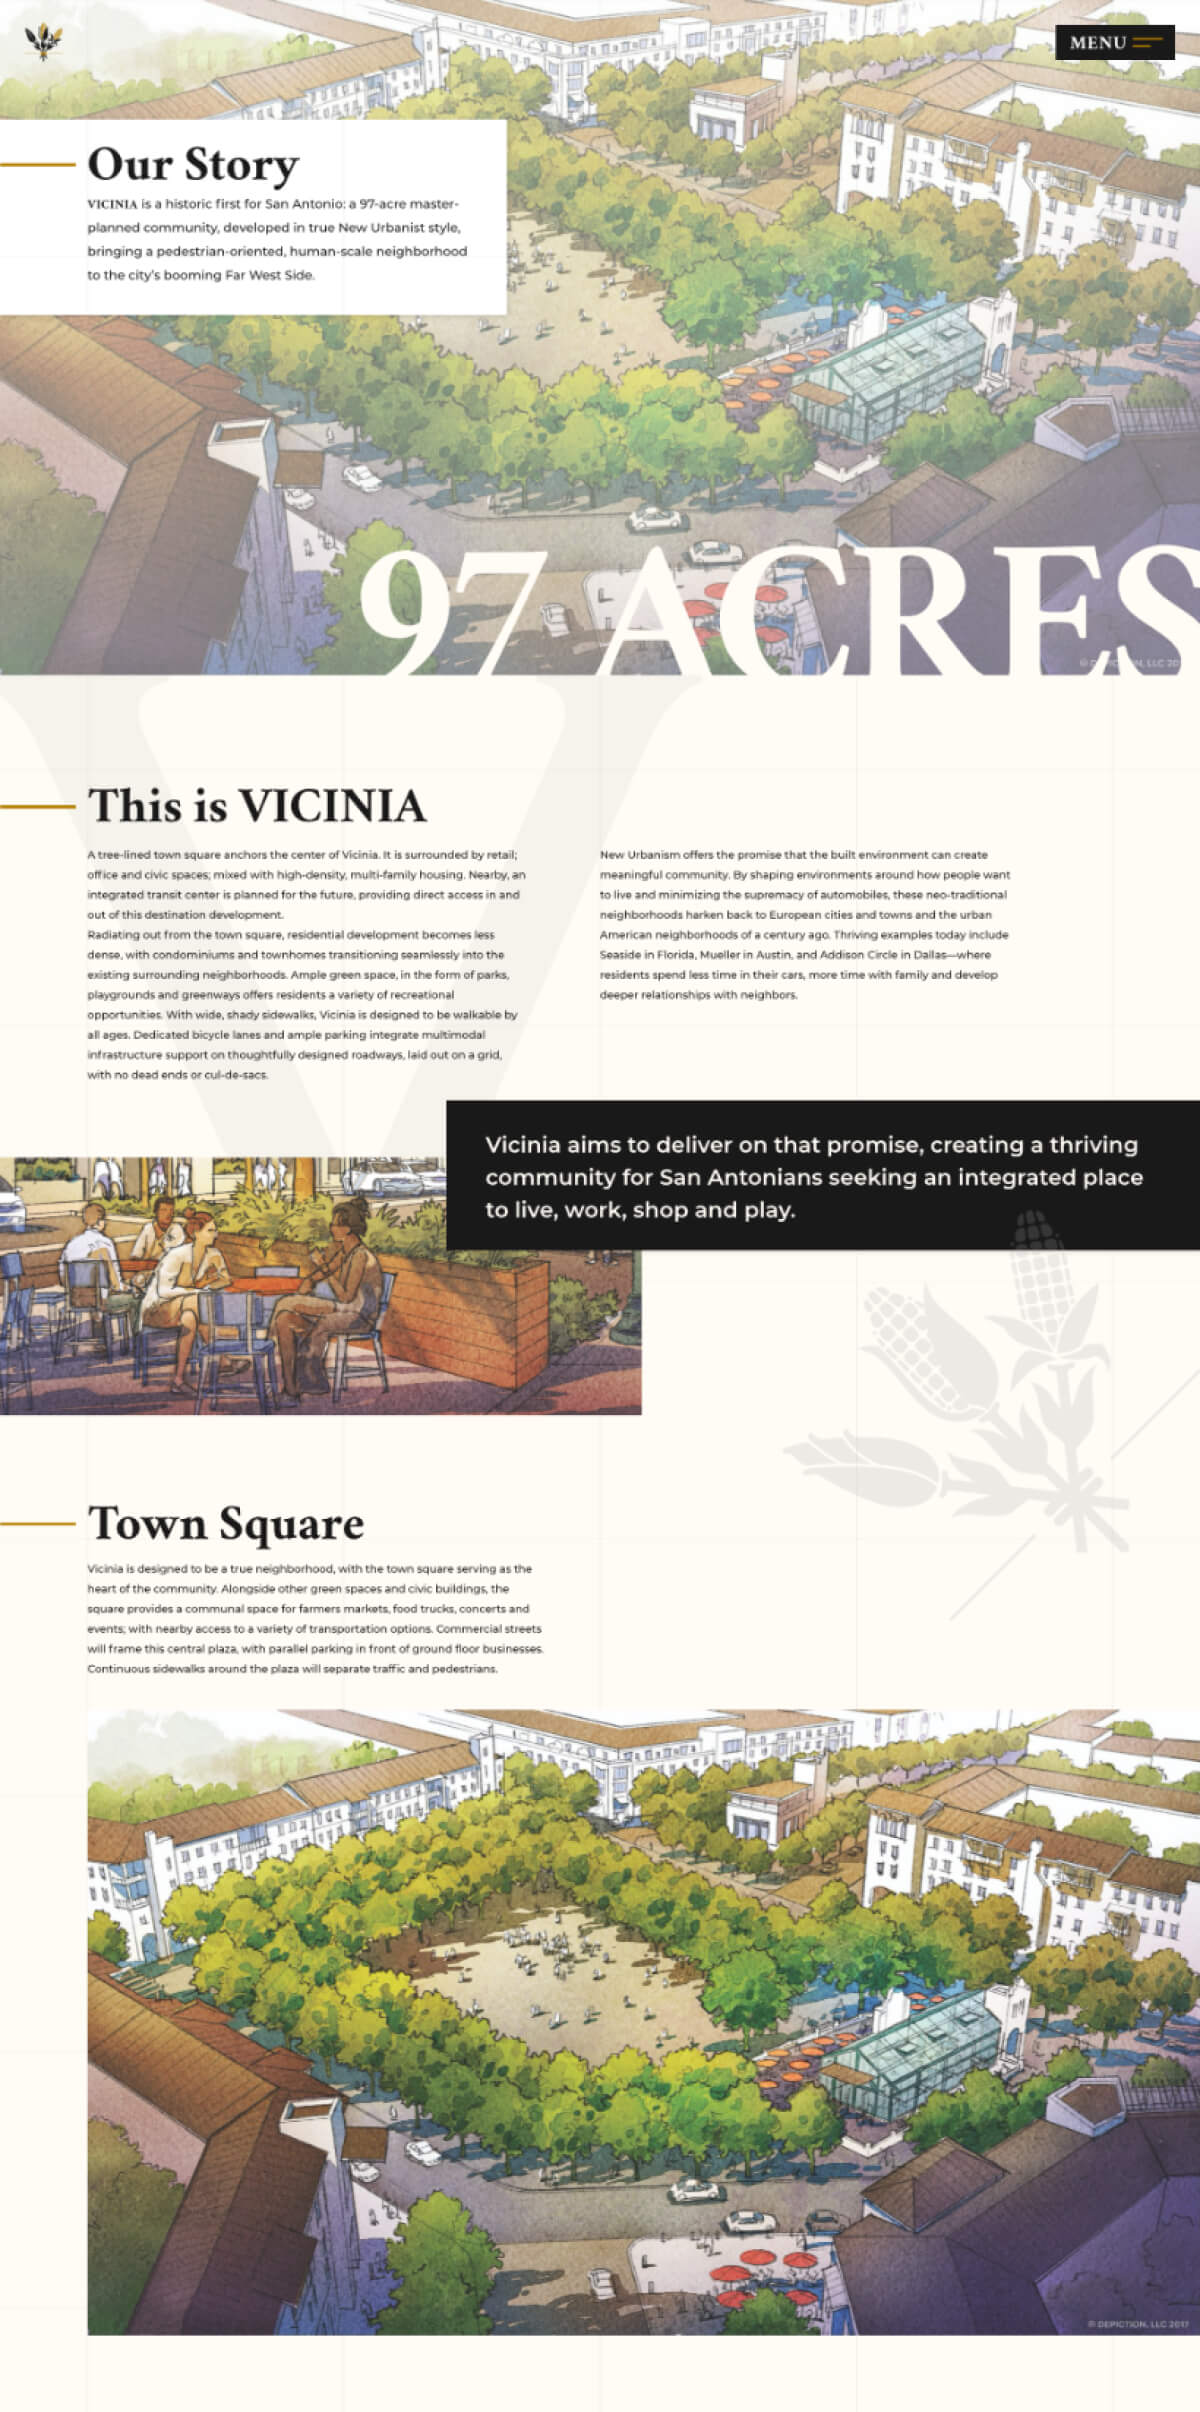 MENU
Our Story
VICINIA is a historic first for San Antonio: a 97-acre master-
planned community, developed in true New Urbanist style,
bringing a pedestrian-oriented, human-scale neighborhood
to the city's booming Far West Side.
97 ACRES
This is VICINIA
A tree-lined town square anchors the center of Vicinia. It is surrounded by retail;
office and civic spaces; mixed with high-density, multi-family housing. Nearby, an
integrated transit center is planned for the future, providing direct access in and
out of this destination development.
Radiating out from the town square, residential development becomes less
dense, with condominiums and townhomes transitioning seamlessly into the
existing surrounding neighborhoods. Ample green space, in the form of parks,
playgrounds and greenways offers residents a variety of recreational
opportunities. With wide, shady sidewalks, Vicinia is designed to be walkable by
all ages. Dedicated bicycle lanes and ample parking integrate multimodal
infrastructure support on thoughtfully designed roadways, laid out on a grid,
with no dead ends or cul-de-sacs.
New Urbanism offers the promise that the built environment can create
meaningful community. By shaping environments around how people want
to live and minimizing the supremacy of automobiles, these neo-traditional
neighborhoods harken back to European cities and towns and the urban
American neighborhoods of a century ago. Thriving examples today include
Seaside in Florida, Mueller in Austin, and Addison Circle in Dallas—where
residents spend less time in their cars, more time with family and develop
deeper relationships with neighbors.
Vicinia aims to deliver on that promise, creating a thriving
community for San Antonians seeking an integrated place
to live, work, shop and play.
Town Square
Vicinia is designed to be a true neighborhood, with the town square serving as the
heart of the community. Alongside other green spaces and civic buildings, the
square provides a communal space for farmers markets, food trucks, concerts and
events; with nearby access to a variety of transportation options. Commercial streets
will frame this central plaza, with parallel parking in front of ground floor businesses.
Continuous sidewalks around the plaza will separate traffic and pedestrians.
© DEPICTION, LLC 2017